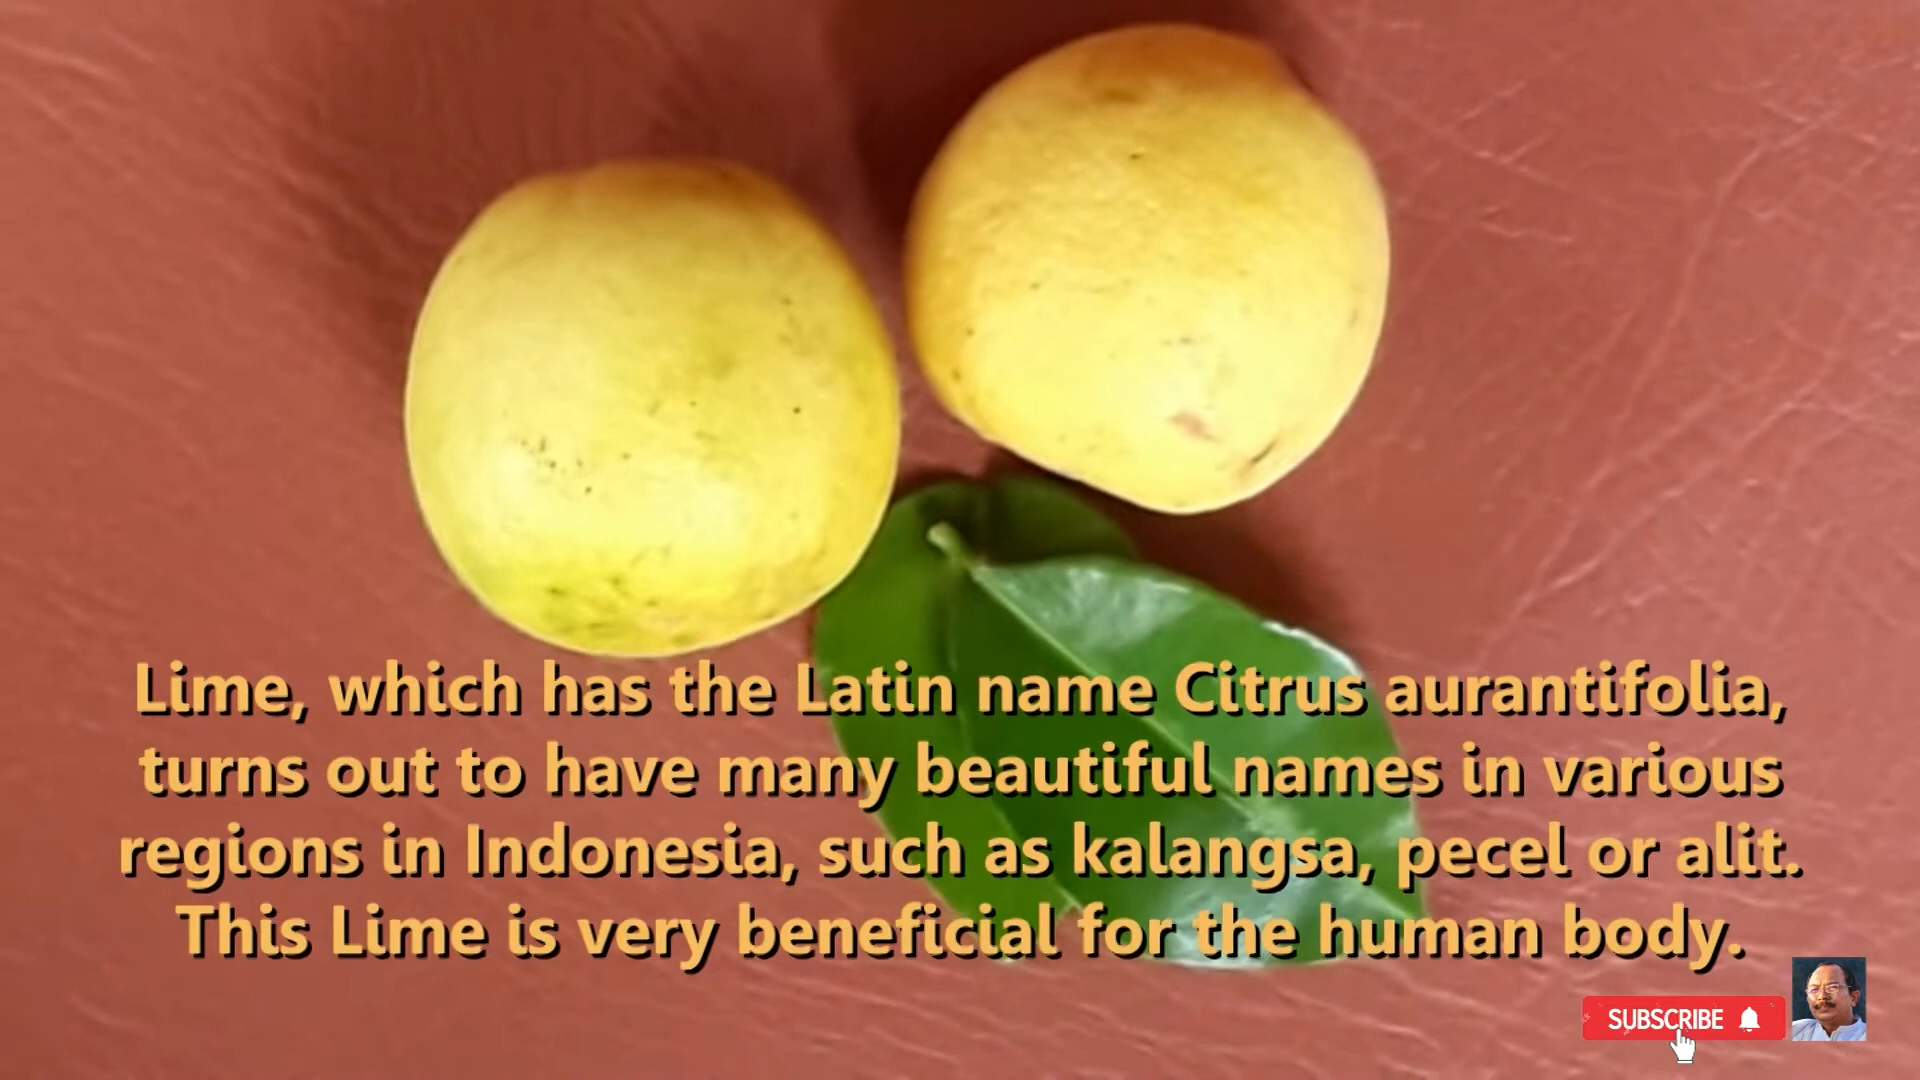 Lime, which has the Latin name Citrus aurantifolia,
turns out to have many beautiful names in various
regions in Indonesia, such as kalangsa, pecel or alit.
This Lime is very beneficial for the human body.
SUBSCRIBE